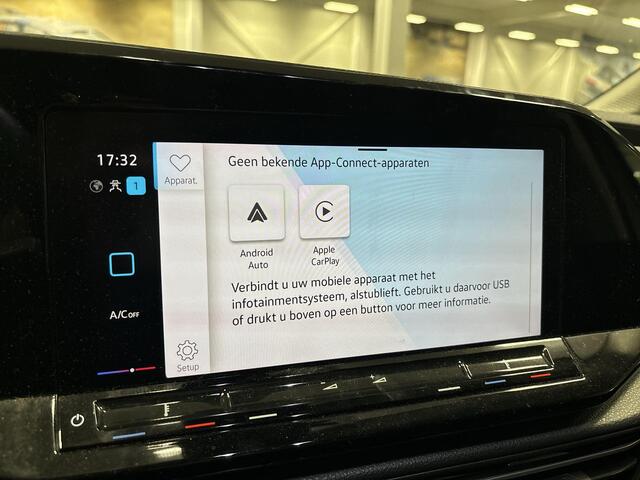 17:32
1
A/C OFF
Apparat.
Setup
Geen bekende App-Connect-apparaten
Android
Auto
Apple
CarPlay
Verbindt u uw mobiele apparaat met het
infotainmentsysteem, alstublieft. Gebruikt u daarvoor USB
of drukt u boven op een button voor meer informatie.